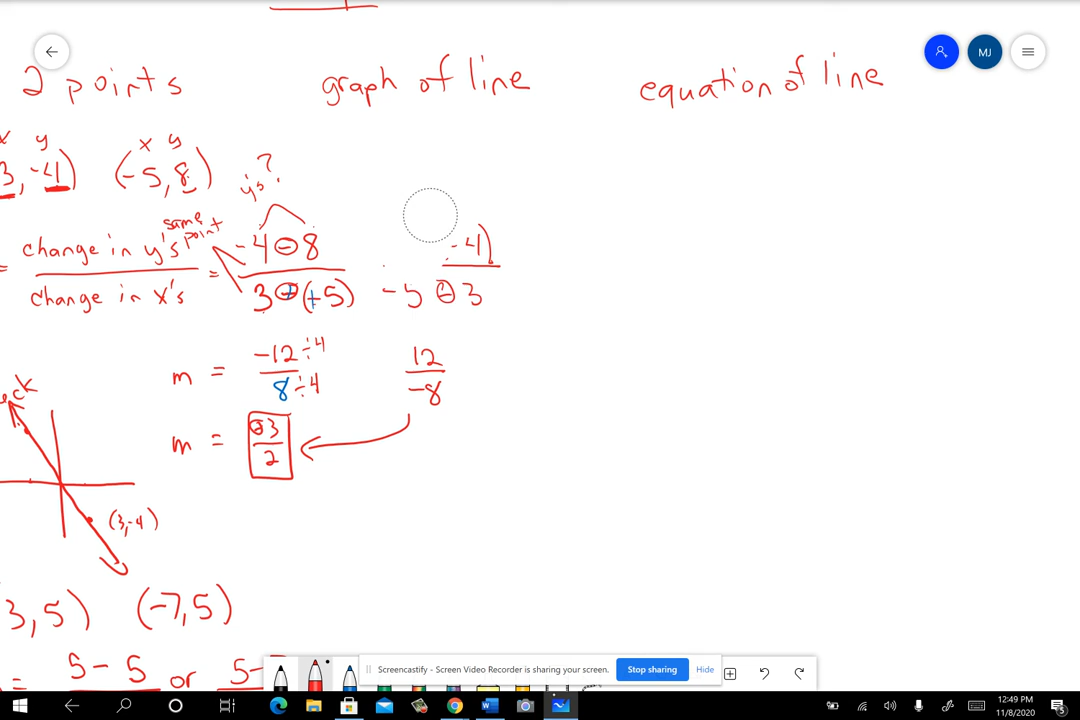 MJ
2 points
graph of line
equation of line
x y
x y
3, -4) (-5, 8)
y's?
same point
= change in y's / change in x's = -4 - 8 / 3 - (-5)
-4)
-5 - 3
m = -12 ÷4 / 8 ÷4
12 / -8
m = -3 / 2
(3,-4)
3, 5) (-7, 5)
= 5 - 5 or 5 -
Screencastify - Screen Video Recorder is sharing your screen.
Stop sharing
Hide
12:49 PM
11/8/2020
5